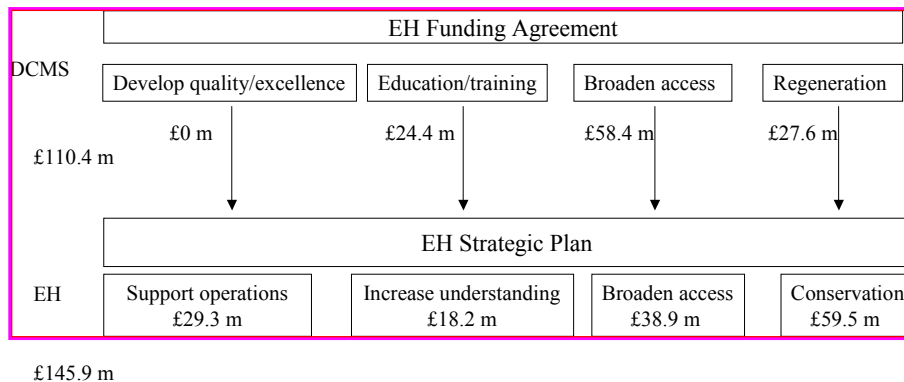 EH Funding Agreement
DCMS
Develop quality/excellence
Education/training
Broaden access
Regeneration
£0 m
£24.4 m
£58.4 m
£27.6 m
£110.4 m
EH Strategic Plan
EH
Support operations
£29.3 m
Increase understanding
£18.2 m
Broaden access
£38.9 m
Conservation
£59.5 m
£145.9 m